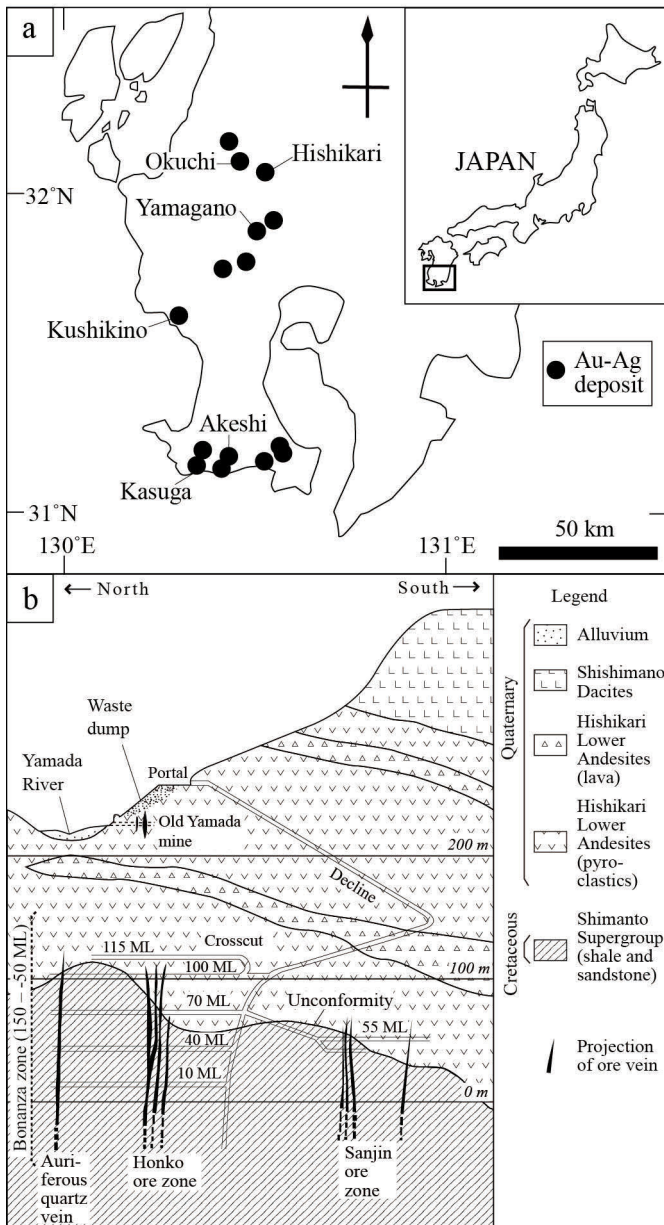 a
Okuchi
Hishikari
32°N
Yamagano
Kushikino
Akeshi
Kasuga
31°N
130°E
131°E
JAPAN
Au-Ag
deposit
50 km
b
North
South
Waste
dump
Yamada
River
Portal
Old Yamada
mine
200 m
Decline
115 ML
Crosscut
100 ML
100 m
70 ML
Unconformity
55 ML
40 ML
10 ML
0 m
Bonanza zone (150 – -50 ML)
Auri-
ferous
quartz
vein
Honko
ore zone
Sanjin
ore
zone
Legend
Quaternary
Alluvium
Shishimano
Dacites
Hishikari
Lower
Andesites
(lava)
Hishikari
Lower
Andesites
(pyro-
clastics)
Cretaceous
Shimanto
Supergroup
(shale and
sandstone)
Projection
of ore vein